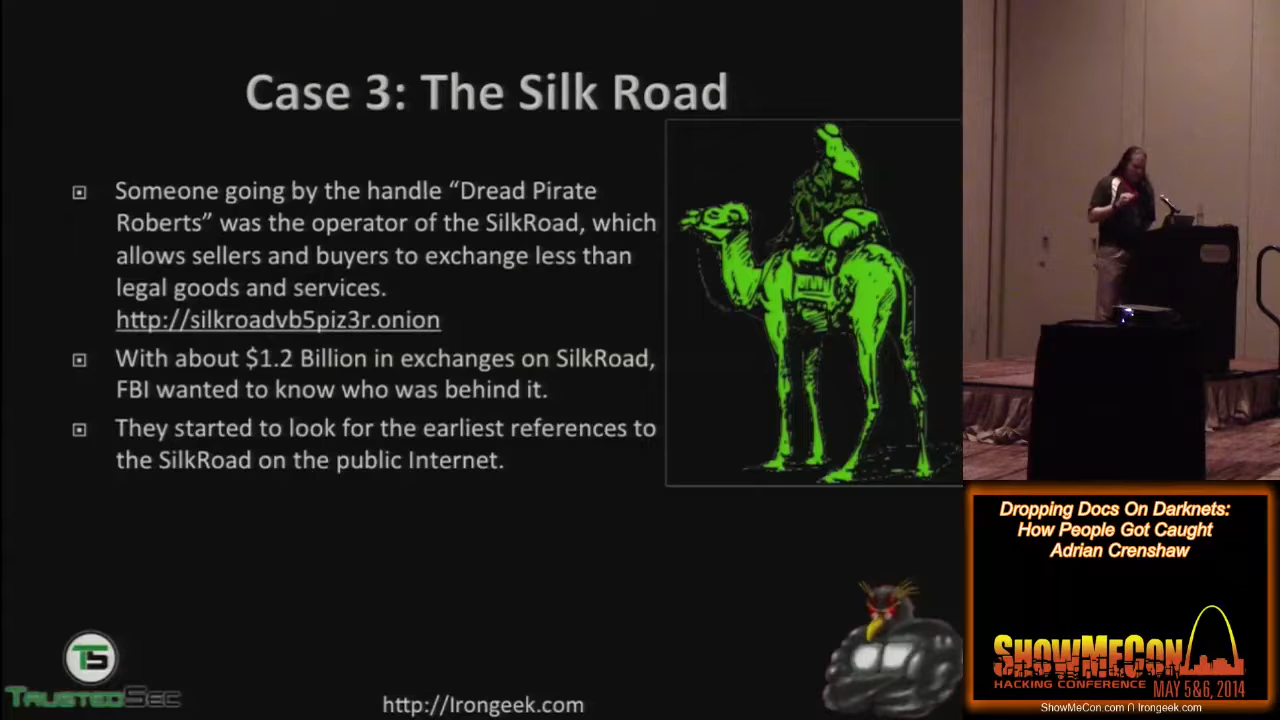 Case 3: The Silk Road
Someone going by the handle “Dread Pirate
Roberts” was the operator of the SilkRoad, which
allows sellers and buyers to exchange less than
legal goods and services.
http://silkroadvb5piz3r.onion
With about $1.2 Billion in exchanges on SilkRoad,
FBI wanted to know who was behind it.
They started to look for the earliest references to
the SilkRoad on the public Internet.
TS
TRUSTEDSEC
http://Irongeek.com
Dropping Docs On Darknets:
How People Got Caught
Adrian Crenshaw
SHOWMECON
HACKING CONFERENCE MAY 5&6, 2014
ShowMeCon.com ∩ Irongeek.com